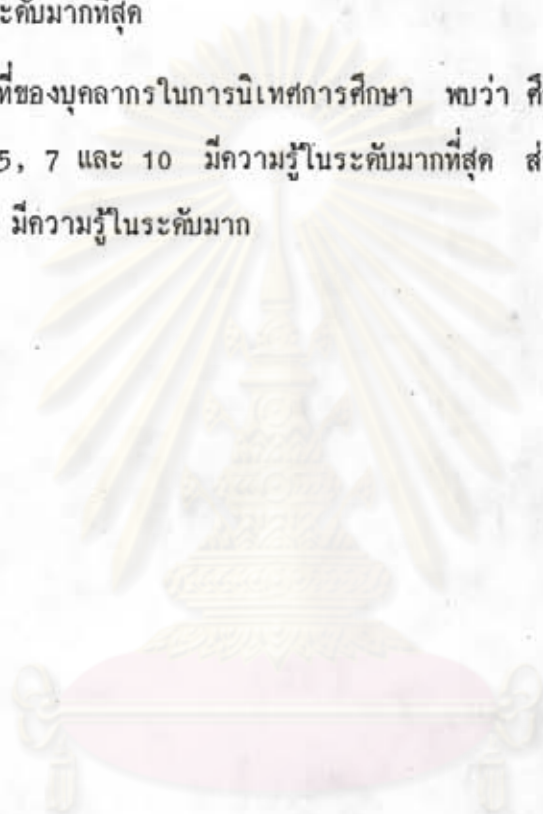 ะดับมากที่สุด
ที่ของบุคลากรในการนิเทศการศึกษา พบว่า ศึ
5, 7 และ 10 มีความรู้ในระดับมากที่สุด ส่
มีความรู้ในระดับมาก